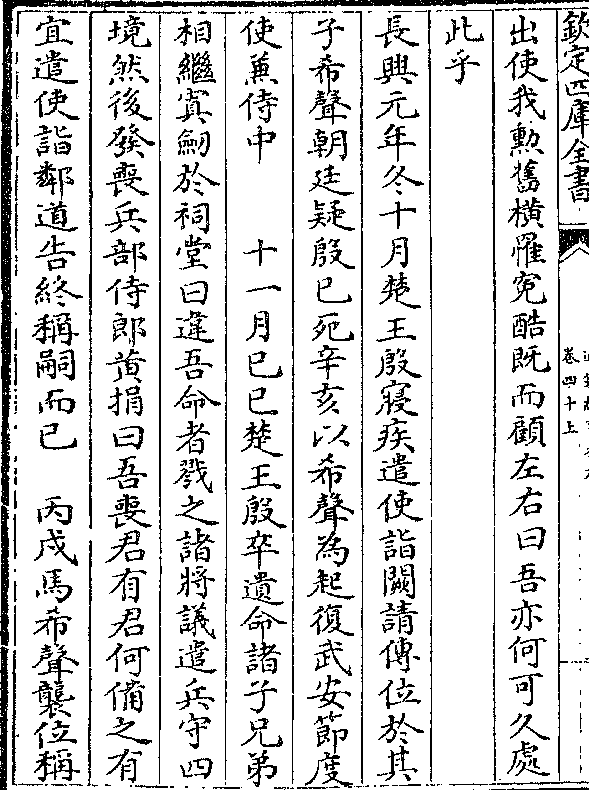 欽定四庫全書
卷四十上
出使我勲舊橫罹寃酷既而顧左右曰吾亦何可久處
此乎
長興元年冬十月楚王殷寢疾遣使詣闕請傳位於其
子希聲朝廷疑殷已死辛亥以希聲為起復武安節度
使兼侍中　　十一月已已楚王殷卒遺命諸子兄弟
相繼寘劒於祠堂曰違吾命者戮之諸將議遣兵守四
境然後發喪兵部侍郎黄損曰吾喪君有君何備之有
宜遣使詣鄰道告終稱嗣而已　丙戌馬希聲襲位稱